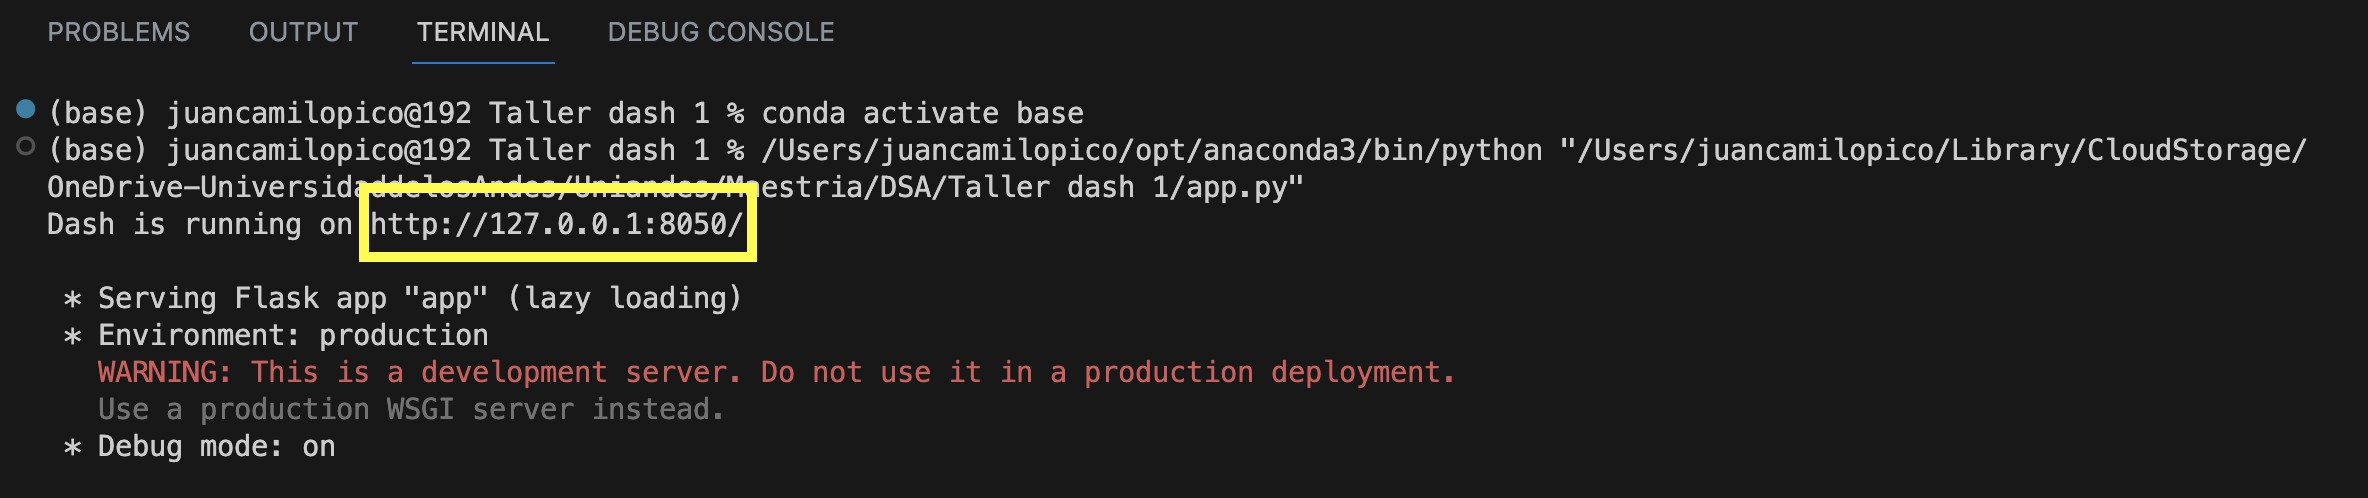 PROBLEMS OUTPUT TERMINAL DEBUG CONSOLE
(base) juancamilopico@192 Taller dash 1 % conda activate base
(base) juancamilopico@192 Taller dash 1 % /Users/juancamilopico/opt/anaconda3/bin/python "/Users/juancamilopico/Library/CloudStorage/
OneDrive-UniversidaddelosAndes/Uniandes/Maestria/DSA/Taller dash 1/app.py"
Dash is running on http://127.0.0.1:8050/
* Serving Flask app "app" (lazy loading)
* Environment: production
WARNING: This is a development server. Do not use it in a production deployment.
Use a production WSGI server instead.
* Debug mode: on